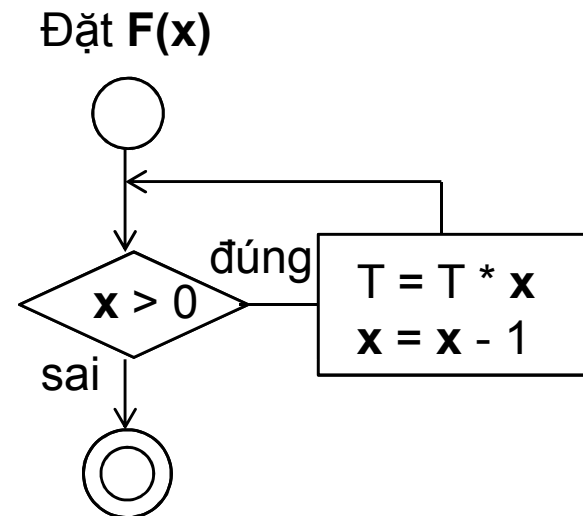 Đặt F(x)
đúng
x > 0
T = T * x
x = x - 1
sai